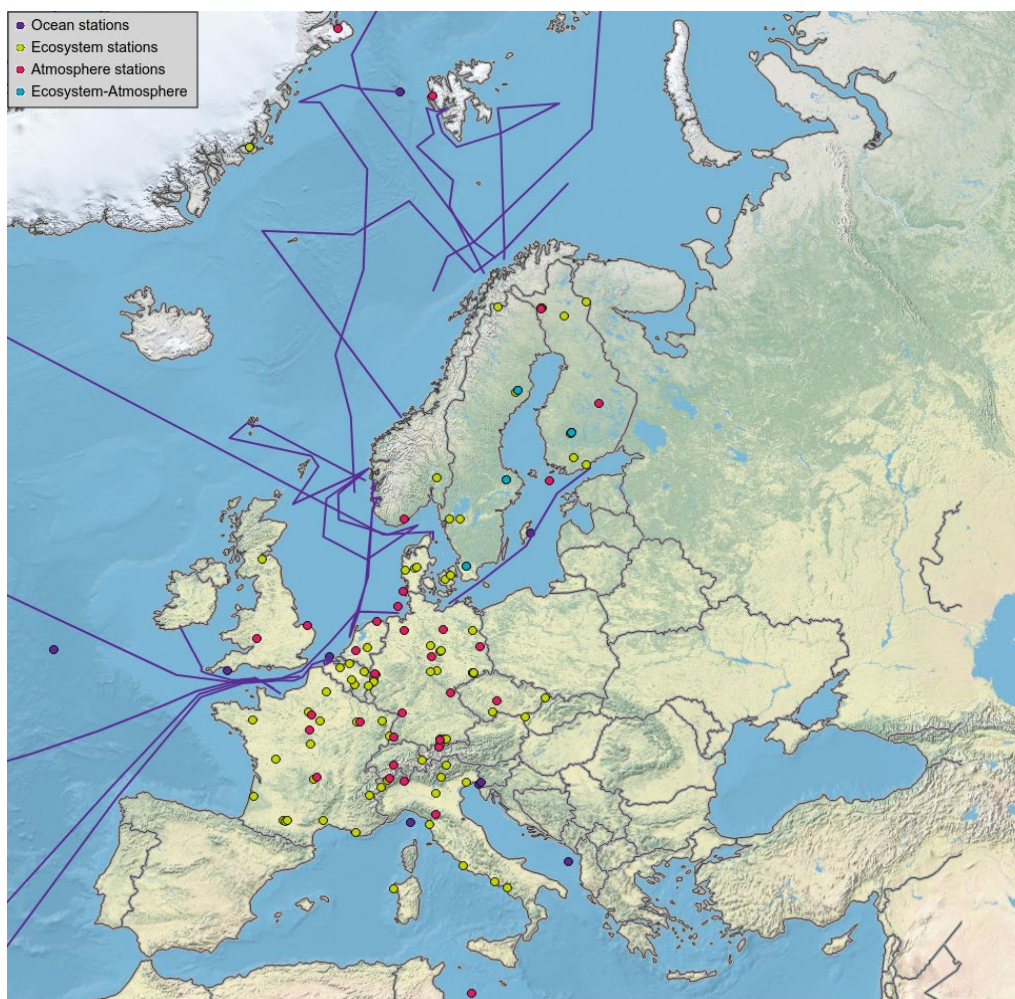 Ocean stations
Ecosystem stations
Atmosphere stations
Ecosystem-Atmosphere